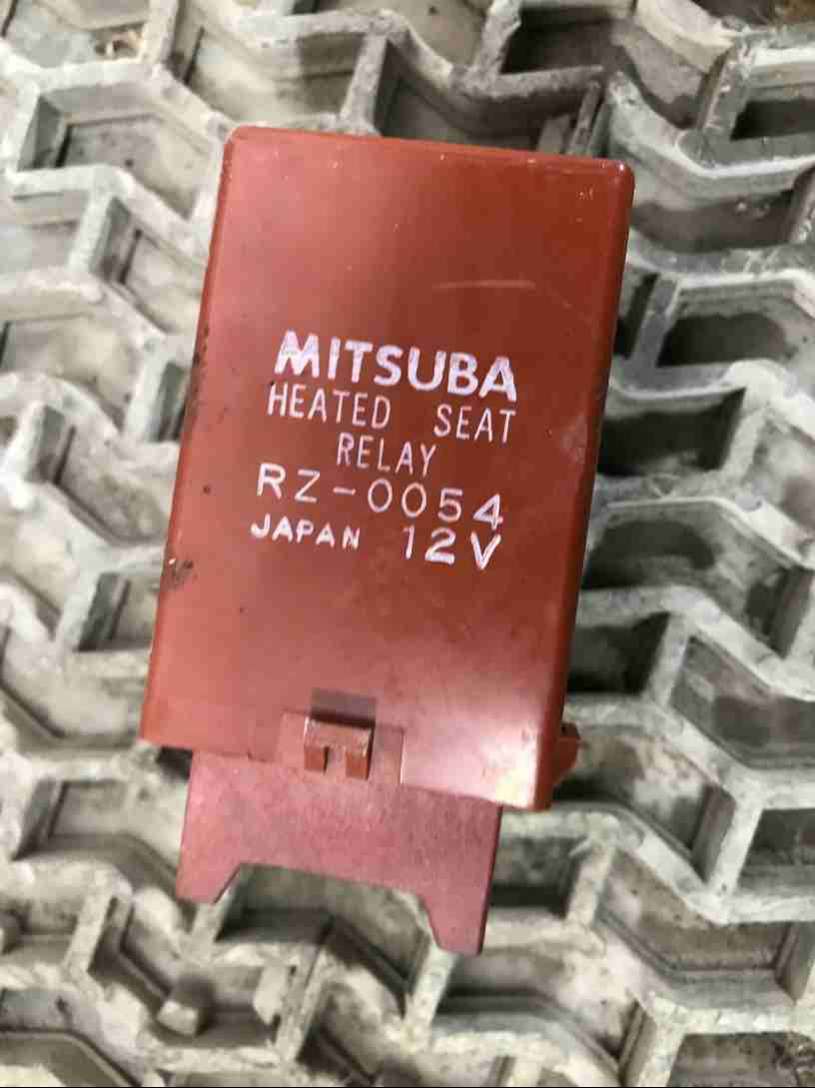 MITSUBA
HEATED SEAT
RELAY
RZ-0054
JAPAN 12V